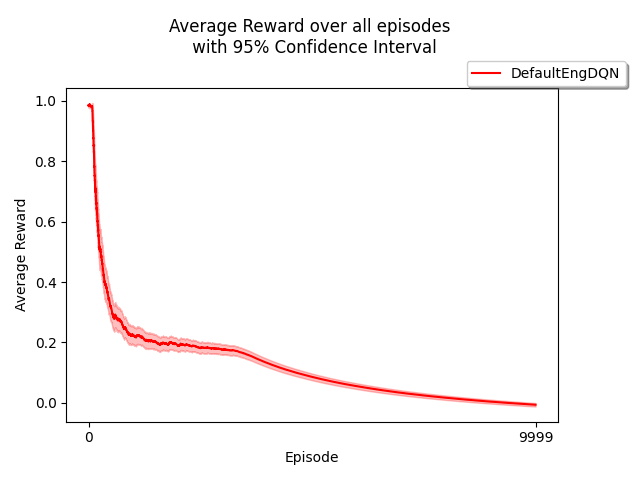 Average Reward over all episodes
with 95% Confidence Interval
DefaultEngDQN
1.0
0.8
0.6
0.4
0.2
0.0
Average Reward
0
9999
Episode